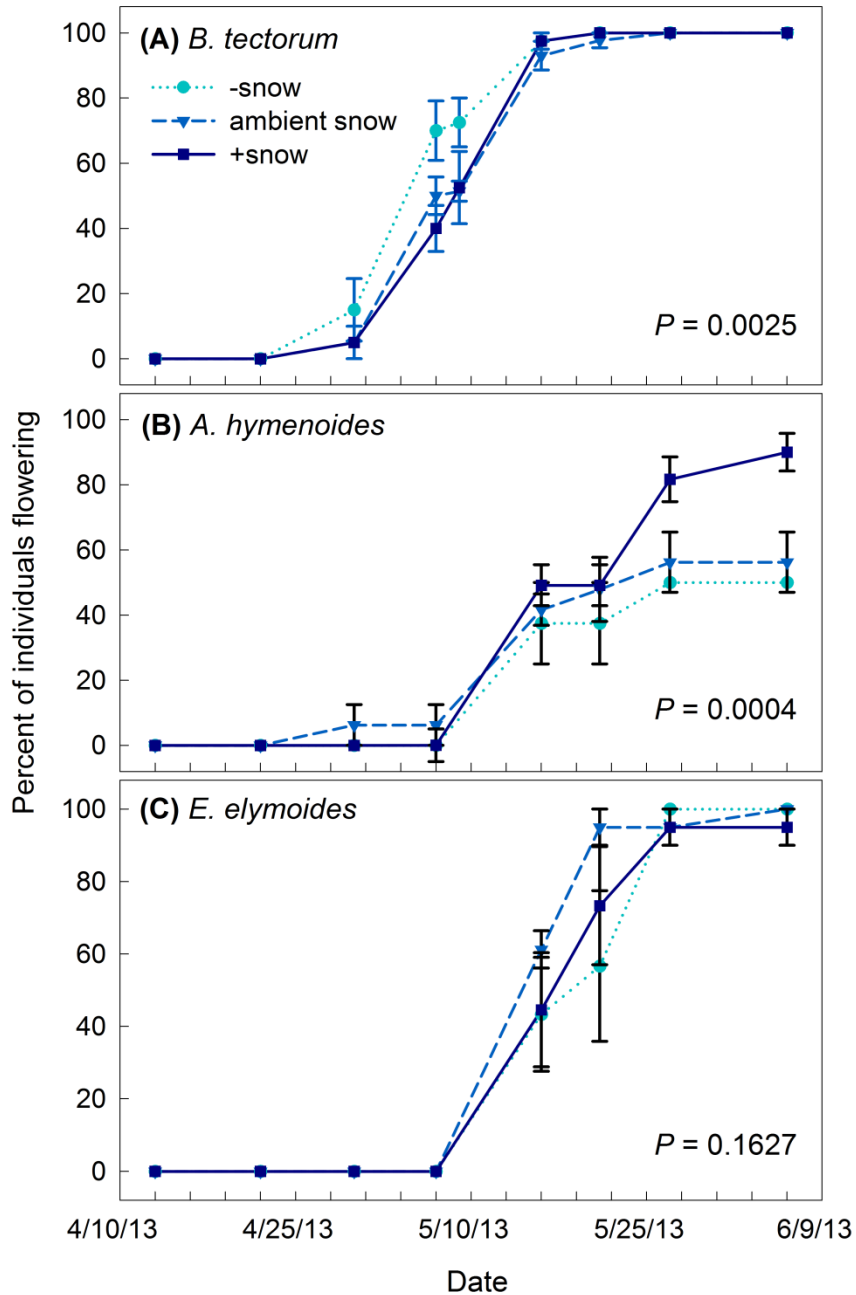 Percent of individuals flowering
(A) B. tectorum
-snow
ambient snow
+snow
P = 0.0025
100
80
60
40
20
0
(B) A. hymenoides
P = 0.0004
100
80
60
40
20
0
(C) E. elymoides
P = 0.1627
100
80
60
40
20
0
4/10/13 4/25/13 5/10/13 5/25/13 6/9/13
Date